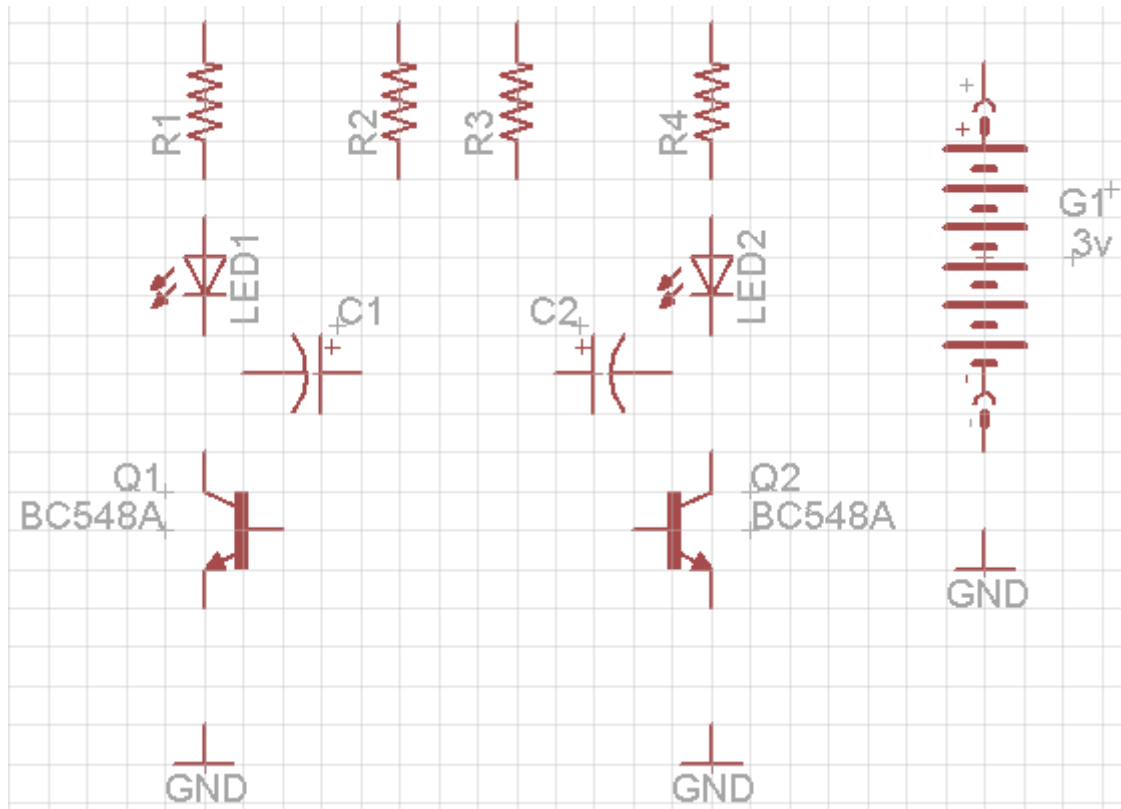 R1
R2
R3
R4
+
+
G1
3v
LED1
LED2
C1
+
C2
+
-
-
Q1
BC548A
Q2
BC548A
GND
GND
GND